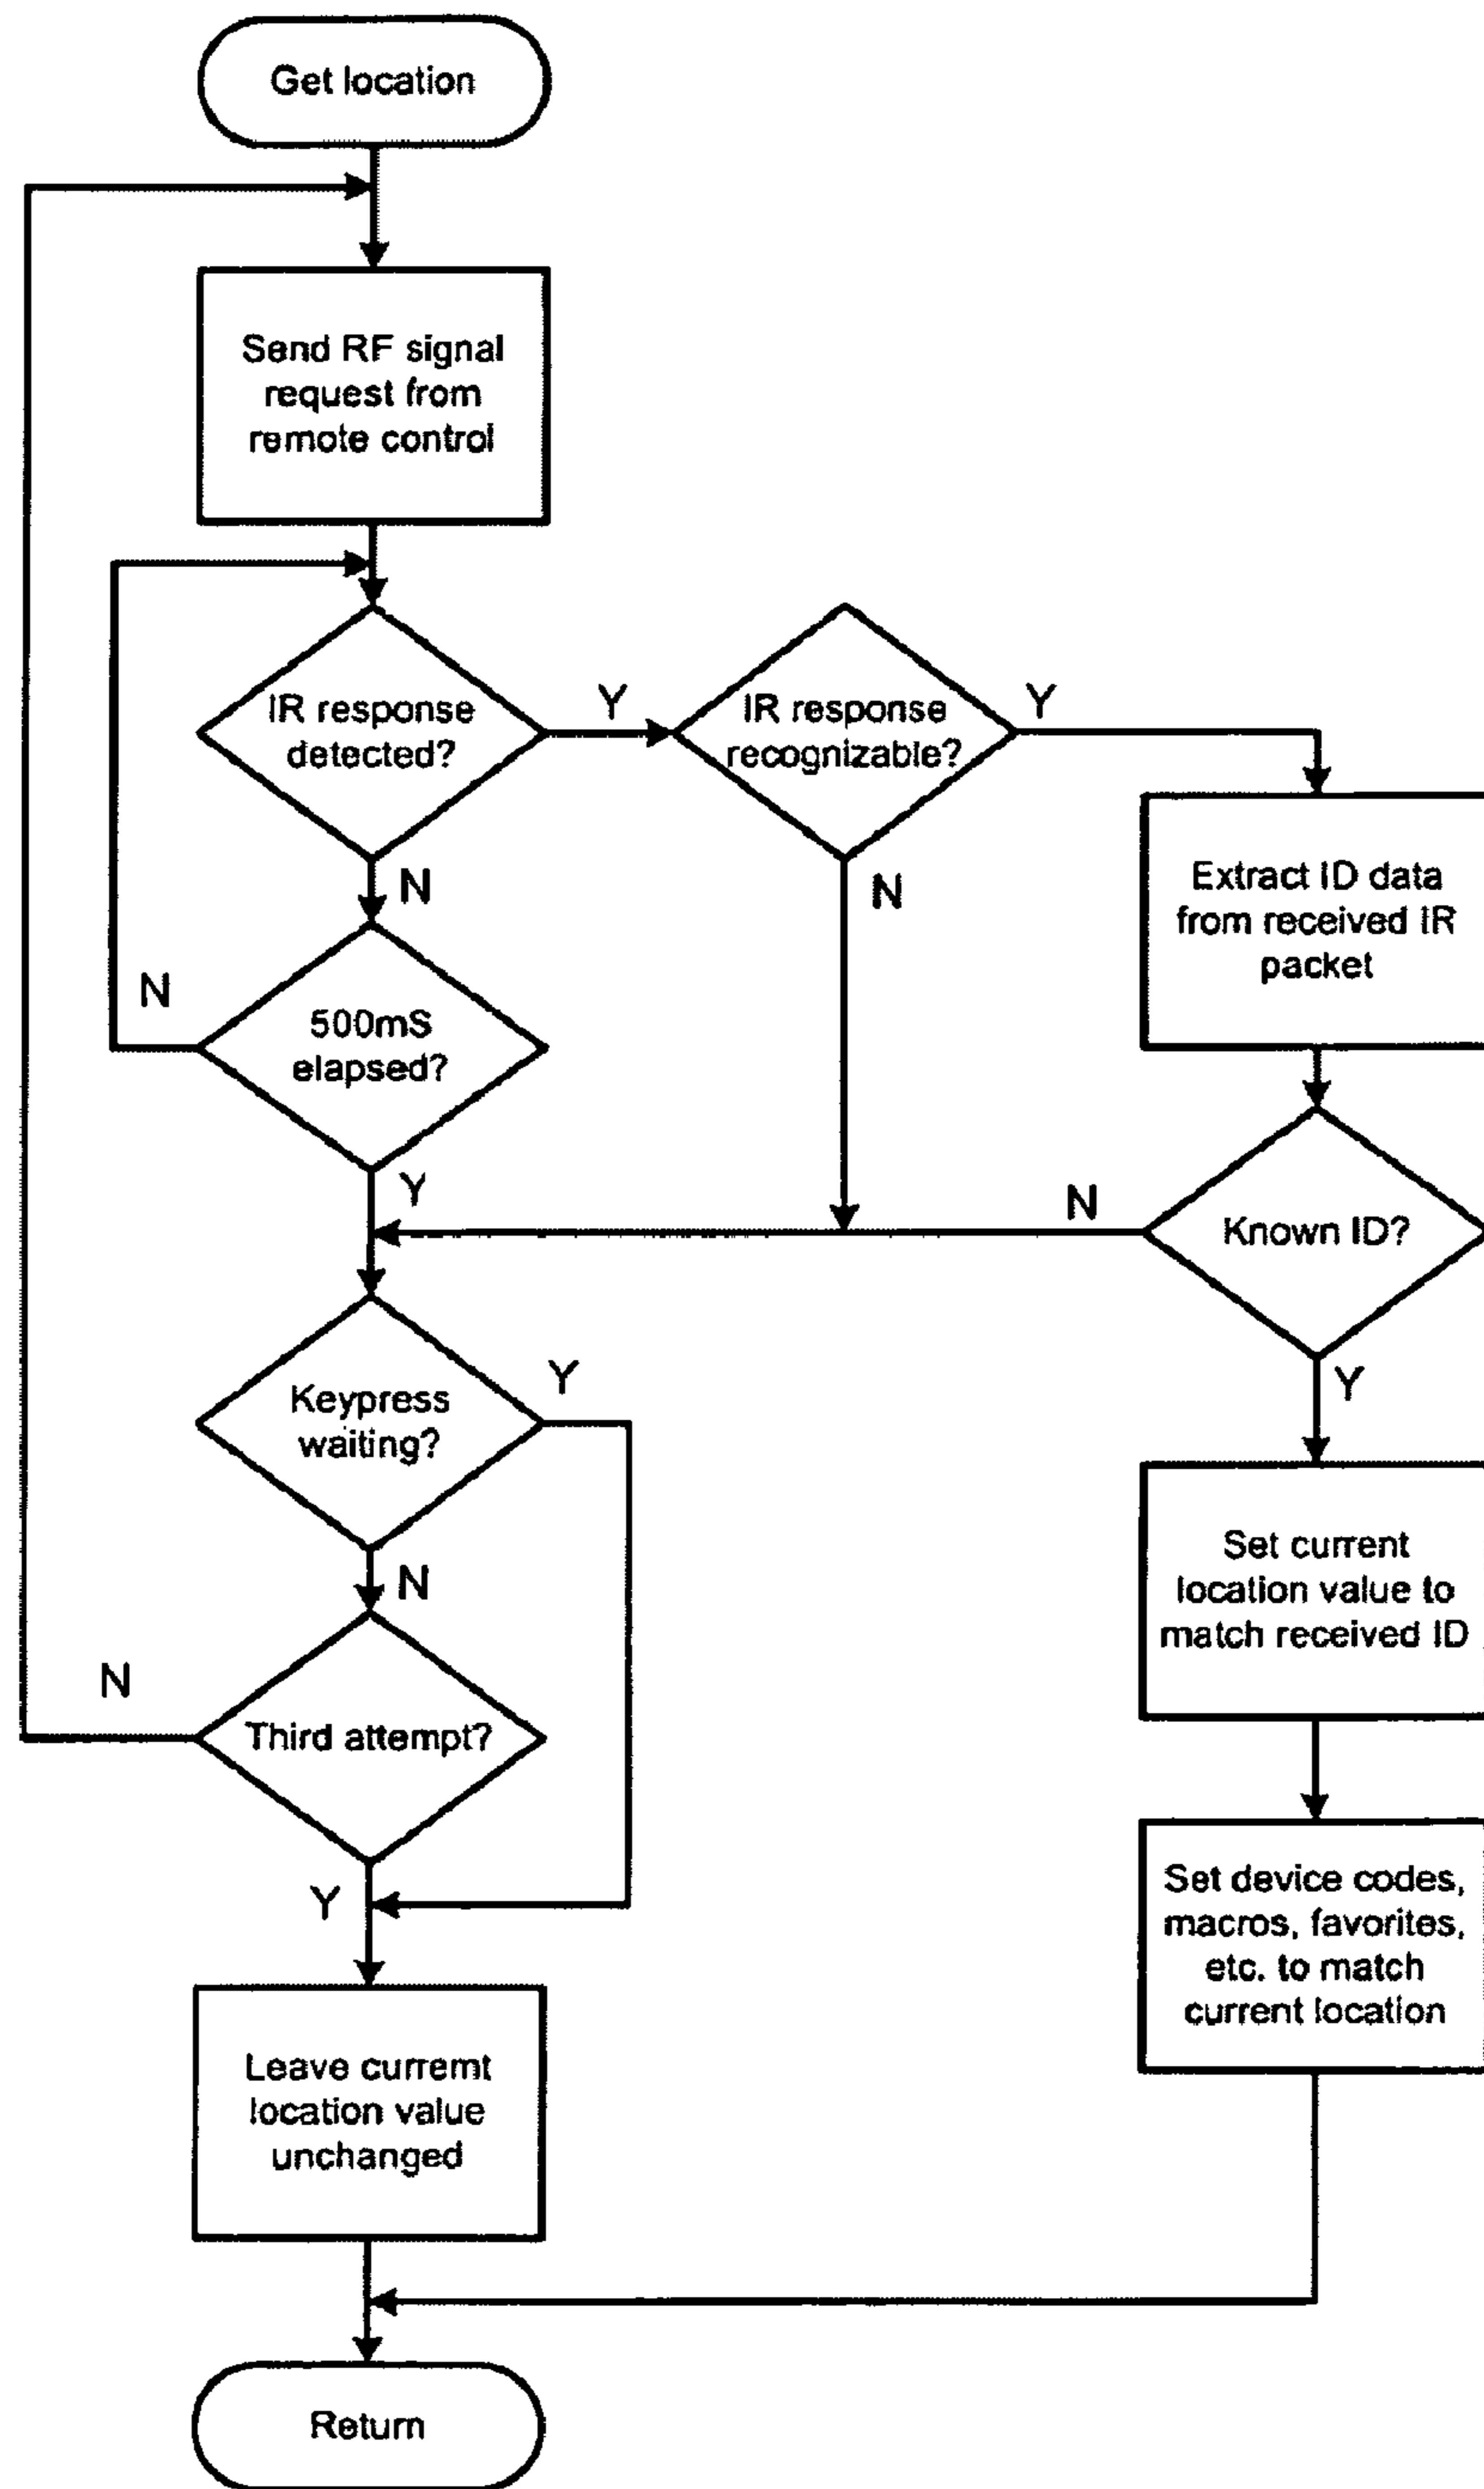 Get location
Send RF signal
request from
remote control
IR response
detected?
Y
IR response
recognizable?
Y
N
N
Extract ID data
from received IR
packet
500mS
elapsed?
N
Y
Known ID?
N
Y
Keypress
waiting?
Y
N
Set current
location value to
match received ID
Third attempt?
N
Y
Set device codes,
macros, favorites,
etc. to match
current location
Leave curremt
location value
unchanged
Return